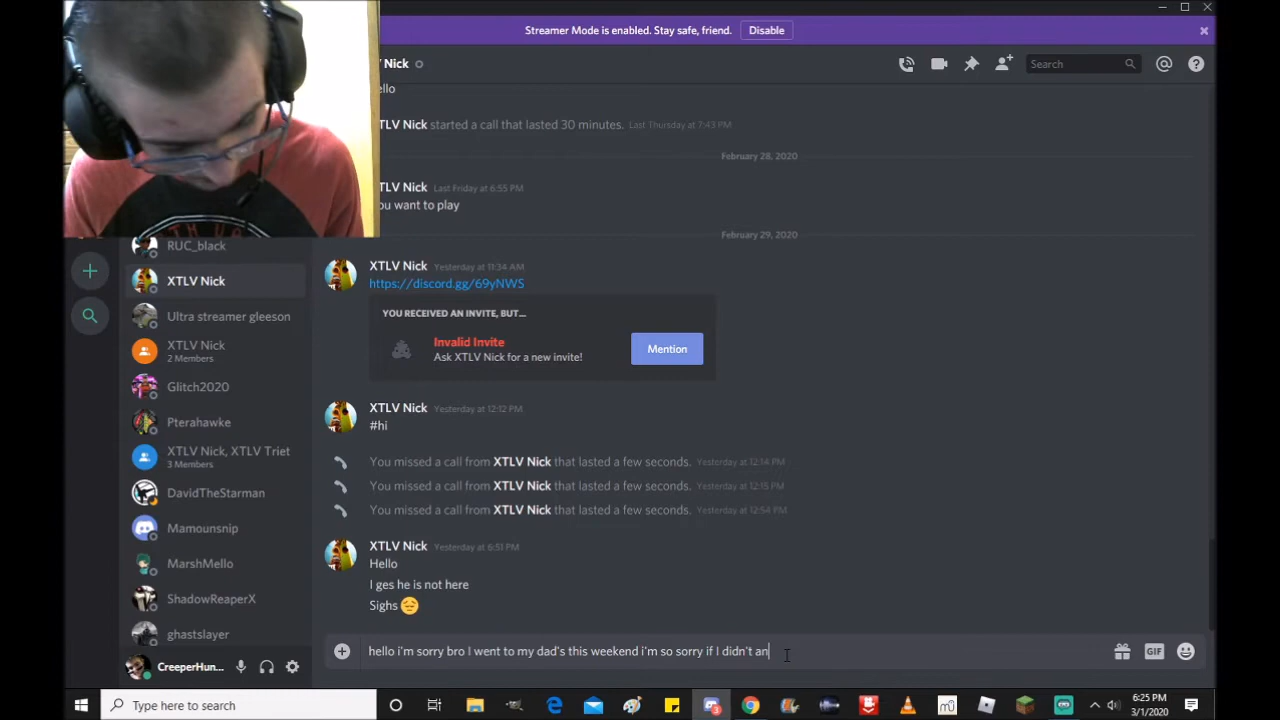 Streamer Mode is enabled. Stay safe, friend. Disable
Nick Search
ello
TLV Nick started a call that lasted 30 minutes. Last Thursday at 7:43 PM
February 28, 2020
TLV Nick Last Friday at 6:55 PM
ou want to play
February 29, 2020
RUC_black
XTLV Nick
Ultra streamer gleeson
XTLV Nick
2 Members
Glitch2020
Pterahawke
XTLV Nick, XTLV Triet
3 Members
DavidTheStarman
Mamounsnip
MarshMello
ShadowReaperX
ghastslayer
CreeperHun...
XTLV Nick Yesterday at 11:34 AM
https://discord.gg/69yNWS
YOU RECEIVED AN INVITE, BUT...
Invalid Invite
Ask XTLV Nick for a new invite!
Mention
XTLV Nick Yesterday at 12:12 PM
#hi
You missed a call from XTLV Nick that lasted a few seconds. Yesterday at 12:14 PM
You missed a call from XTLV Nick that lasted a few seconds. Yesterday at 12:15 PM
You missed a call from XTLV Nick that lasted a few seconds. Yesterday at 12:54 PM
XTLV Nick Yesterday at 6:51 PM
Hello
I ges he is not here
Sighs
hello i'm sorry bro I went to my dad's this weekend i'm so sorry if I didn't an
GIF
Type here to search
6:25 PM
3/1/2020